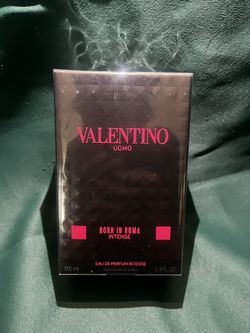 VALENTINO
UOMO
BORN IN ROMA
INTENSE
EAU DE PARFUM INTENSE
100 ml 3.4 FL. OZ.